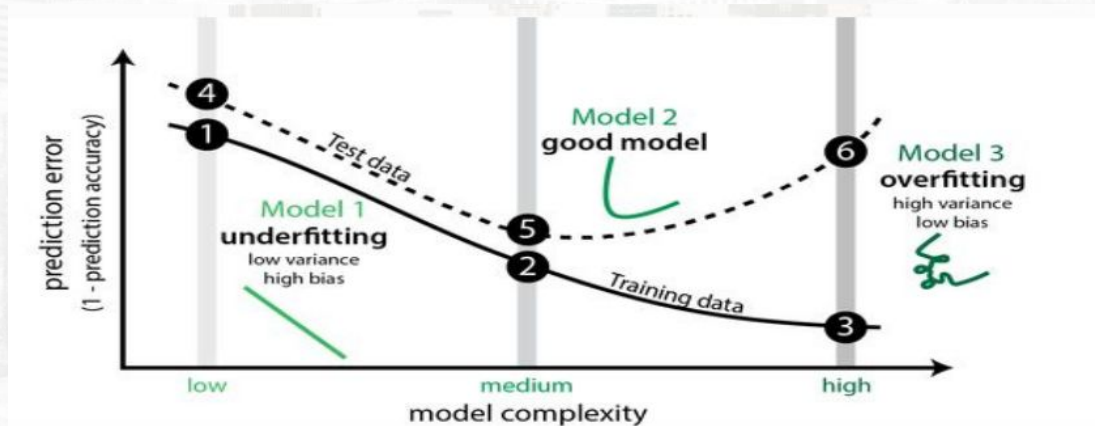 prediction error
(1 - prediction accuracy)
4
1
Test data
Model 1
underfitting
low variance
high bias
Model 2
good model
5
2
Training data
6
Model 3
overfitting
high variance
low bias
3
low
medium
high
model complexity